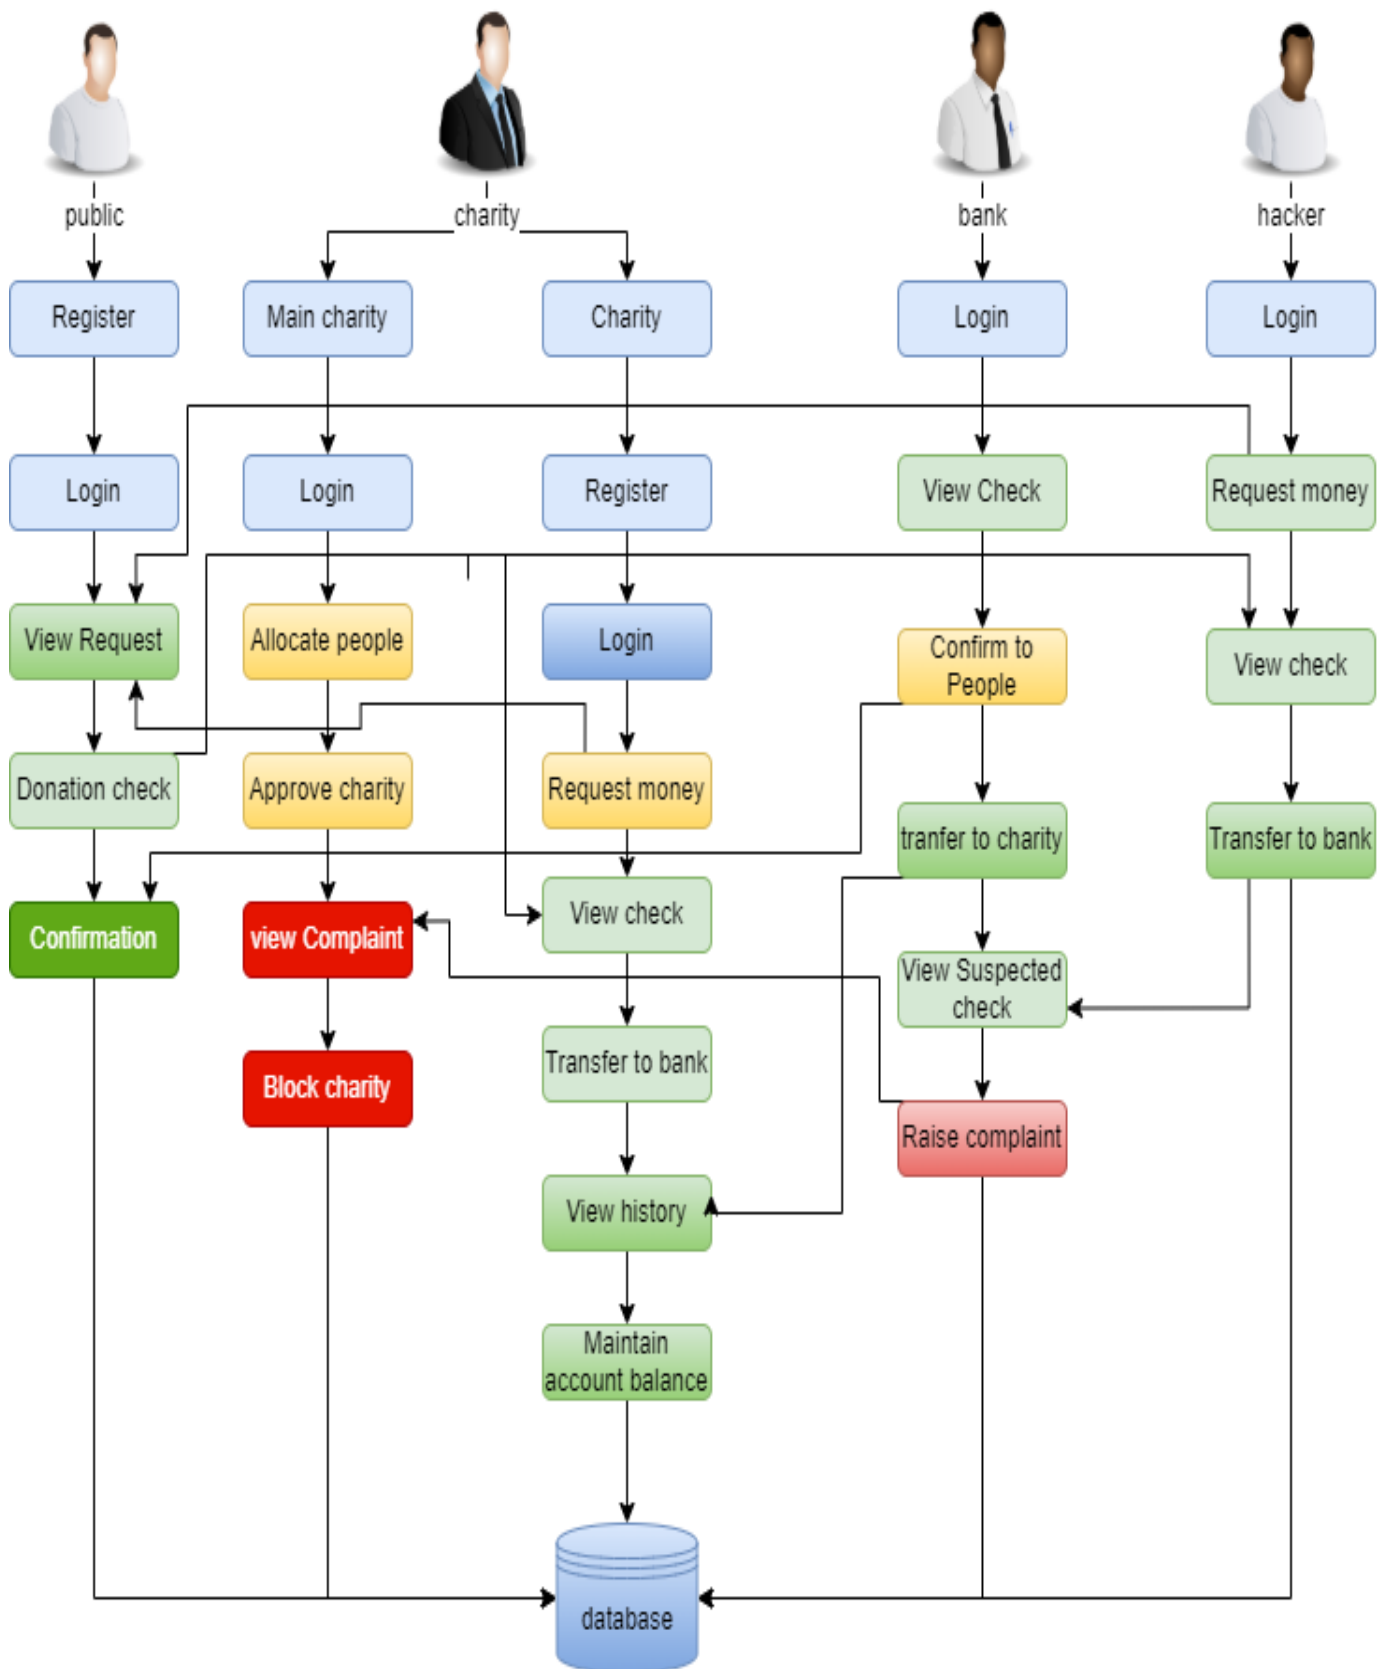 public
charity
bank
hacker
Register
Main charity
Charity
Login
Login
Login
Login
Register
View Check
Request money
View Request
Allocate people
Login
Confirm to
People
View check
Donation check
Approve charity
Request money
tranfer to charity
Transfer to bank
Confirmation
view Complaint
View check
View Suspected
check
Transfer to bank
Block charity
Raise complaint
View history
Maintain
account balance
database